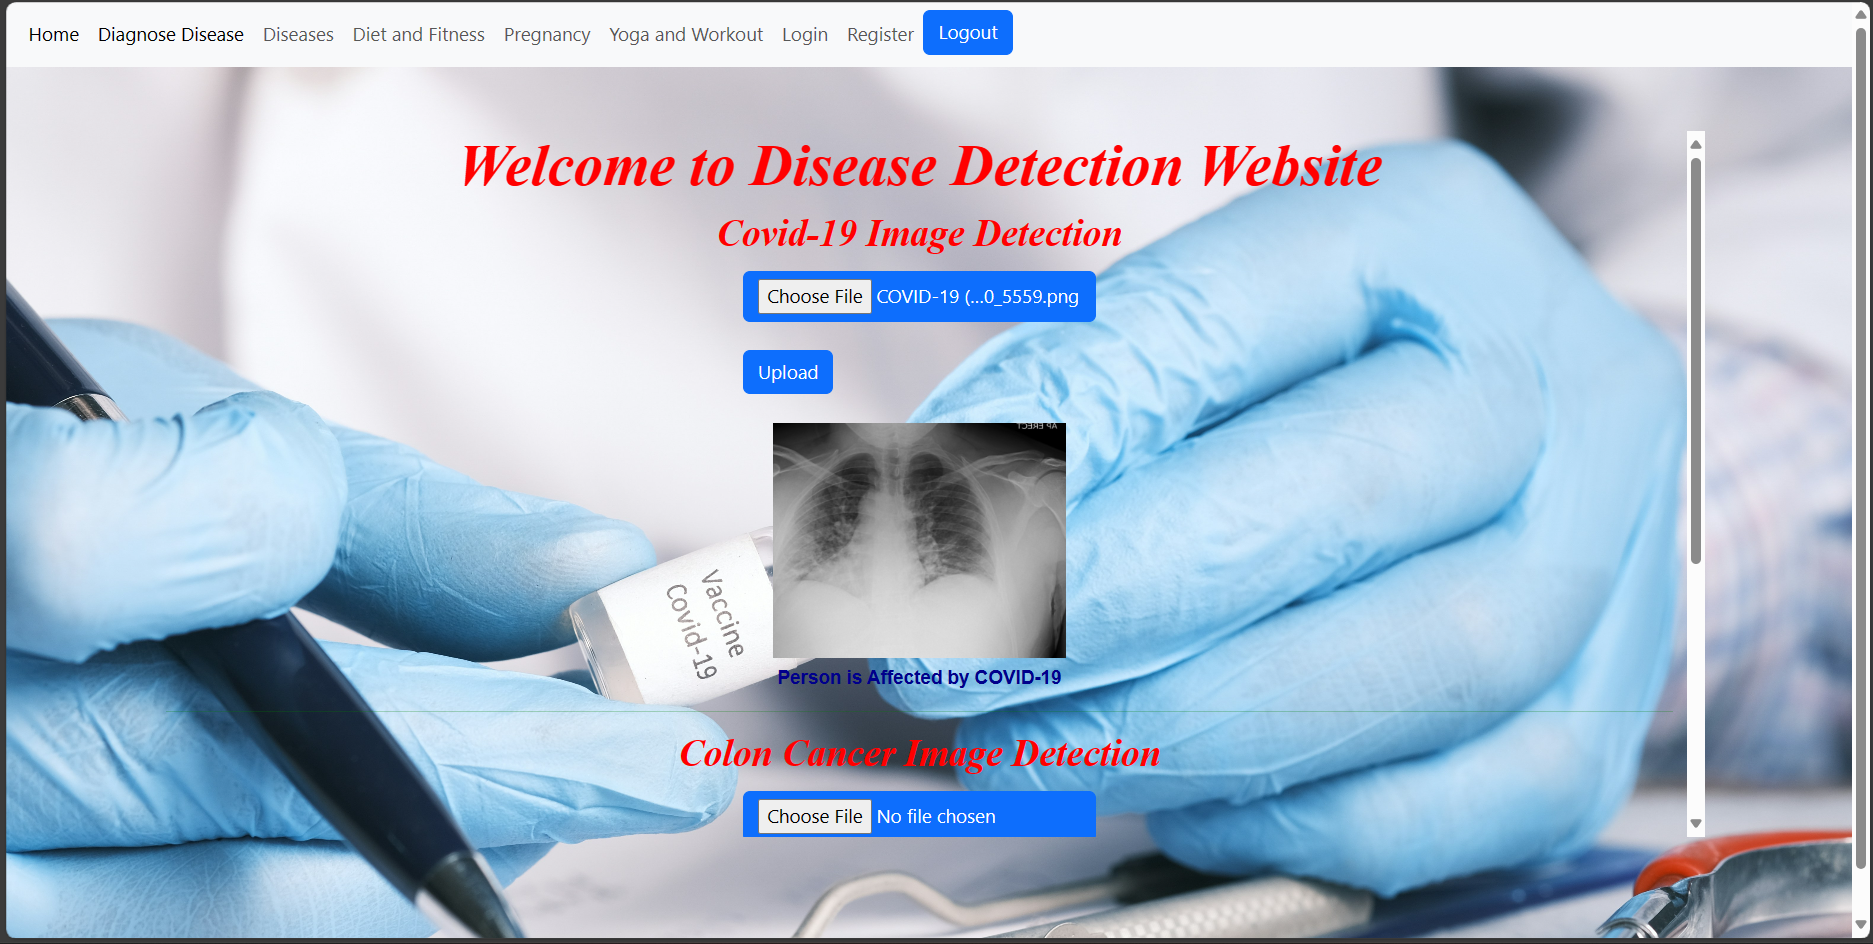 Home Diagnose Disease Diseases Diet and Fitness Pregnancy Yoga and Workout Login Register Logout
Welcome to Disease Detection Website
Covid-19 Image Detection
Choose File COVID-19 (...0_5559.png
Upload
AP ERECT
Vaccine
Covid-19
Person is Affected by COVID-19
Colon Cancer Image Detection
Choose File No file chosen